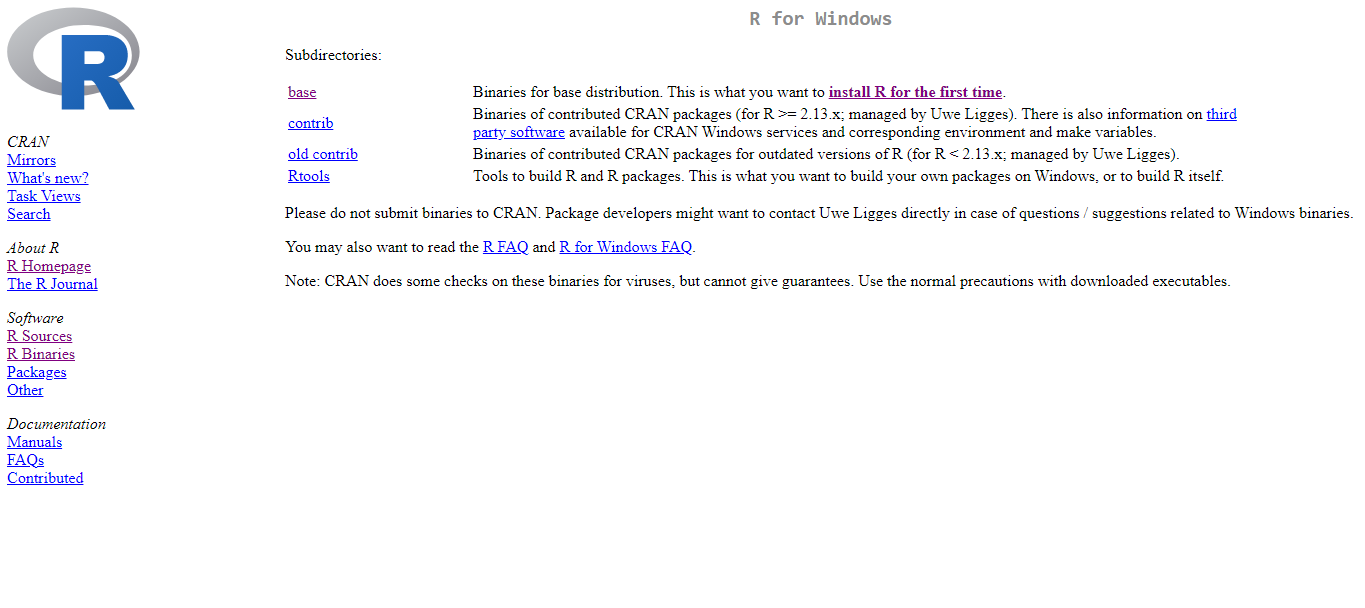 R
CRAN
Mirrors
What's new?
Task Views
Search
About R
R Homepage
The R Journal
Software
R Sources
R Binaries
Packages
Other
Documentation
Manuals
FAQs
Contributed
R for Windows
Subdirectories:
base Binaries for base distribution. This is what you want to install R for the first time.
contrib Binaries of contributed CRAN packages (for R >= 2.13.x; managed by Uwe Ligges). There is also information on third
party software available for CRAN Windows services and corresponding environment and make variables.
old contrib Binaries of contributed CRAN packages for outdated versions of R (for R < 2.13.x; managed by Uwe Ligges).
Rtools Tools to build R and R packages. This is what you want to build your own packages on Windows, or to build R itself.
Please do not submit binaries to CRAN. Package developers might want to contact Uwe Ligges directly in case of questions / suggestions related to Windows binaries.
You may also want to read the R FAQ and R for Windows FAQ.
Note: CRAN does some checks on these binaries for viruses, but cannot give guarantees. Use the normal precautions with downloaded executables.